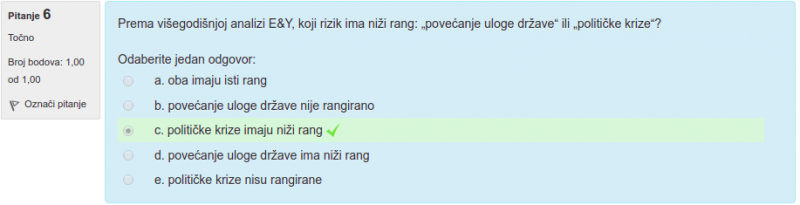 Pitanje 6
Točno
Broj bodova: 1,00
od 1,00
Označi pitanje
Prema višegodišnjoj analizi E&Y, koji rizik ima niži rang: „povećanje uloge države“ ili „političke krize“?
Odaberite jedan odgovor:
a. oba imaju isti rang
b. povećanje uloge države nije rangirano
c. političke krize imaju niži rang
d. povećanje uloge države ima niži rang
e. političke krize nisu rangirane